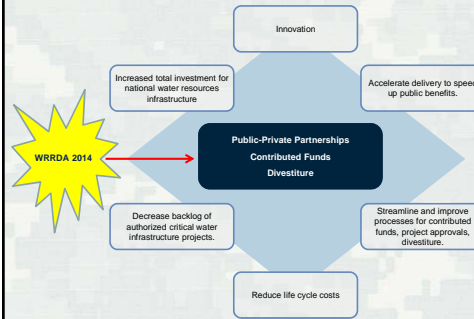 Innovation
Increased total investment for
national water resources
infrastructure
Accelerate delivery to speed
up public benefits.
WRRDA 2014
Public-Private Partnerships
Contributed Funds
Divestiture
Decrease backlog of
authorized critical water
infrastructure projects.
Streamline and improve
processes for contributed
funds, project approvals,
divestiture.
Reduce life cycle costs